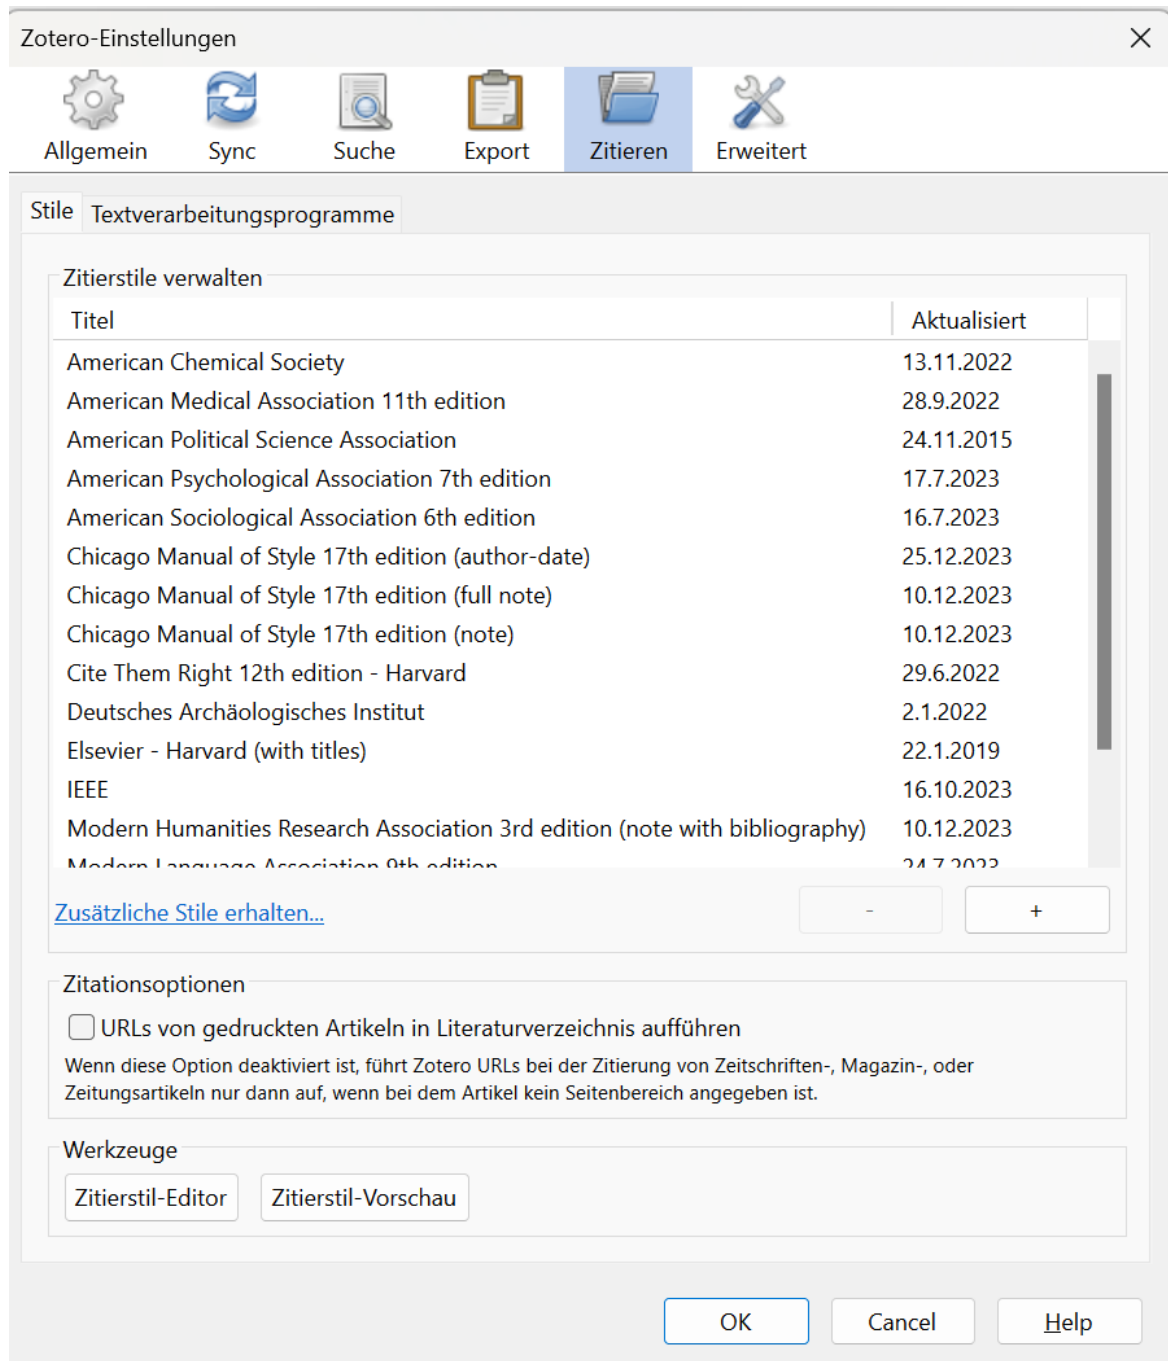 Zotero-Einstellungen
Allgemein Sync Suche Export Zitieren Erweitert
Stile Textverarbeitungsprogramme
Zitierstile verwalten
Titel Aktualisiert
American Chemical Society 13.11.2022
American Medical Association 11th edition 28.9.2022
American Political Science Association 24.11.2015
American Psychological Association 7th edition 17.7.2023
American Sociological Association 6th edition 16.7.2023
Chicago Manual of Style 17th edition (author-date) 25.12.2023
Chicago Manual of Style 17th edition (full note) 10.12.2023
Chicago Manual of Style 17th edition (note) 10.12.2023
Cite Them Right 12th edition - Harvard 29.6.2022
Deutsches Archäologisches Institut 2.1.2022
Elsevier - Harvard (with titles) 22.1.2019
IEEE 16.10.2023
Modern Humanities Research Association 3rd edition (note with bibliography) 10.12.2023
Modern Language Association 9th edition 24.7.2023
Zusätzliche Stile erhalten... - +
Zitationsoptionen
URLs von gedruckten Artikeln in Literaturverzeichnis aufführen
Wenn diese Option deaktiviert ist, führt Zotero URLs bei der Zitierung von Zeitschriften-, Magazin-, oder
Zeitungsartikeln nur dann auf, wenn bei dem Artikel kein Seitenbereich angegeben ist.
Werkzeuge
Zitierstil-Editor Zitierstil-Vorschau
OK Cancel Help